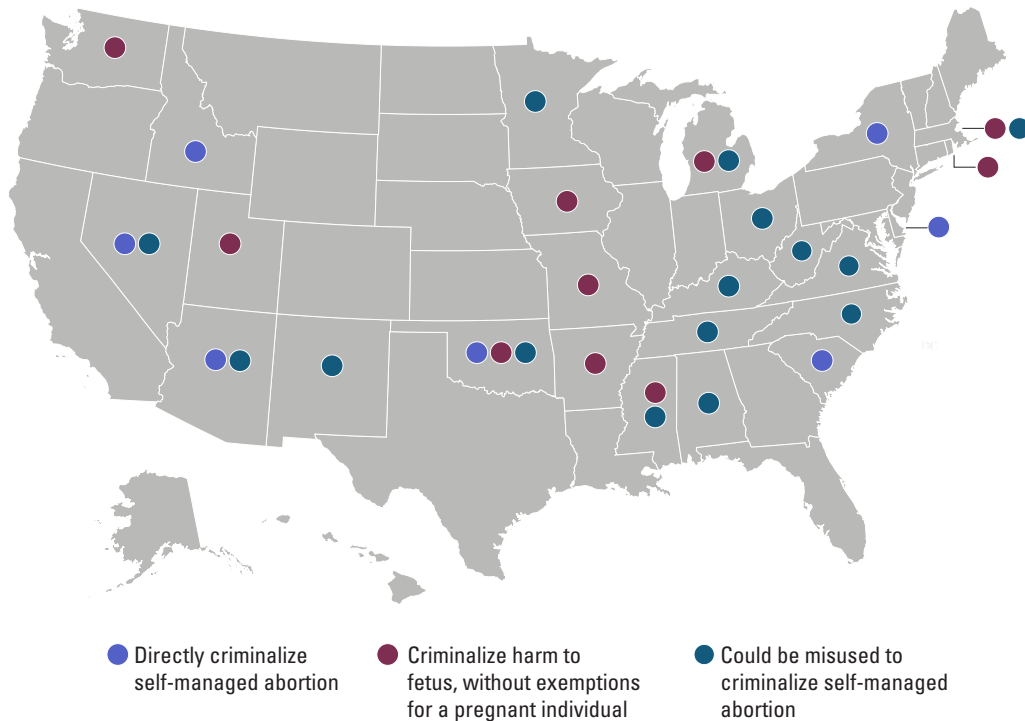 Directly criminalize
self-managed abortion
Criminalize harm to
fetus, without exemptions
for a pregnant individual
Could be misused to
criminalize self-managed
abortion